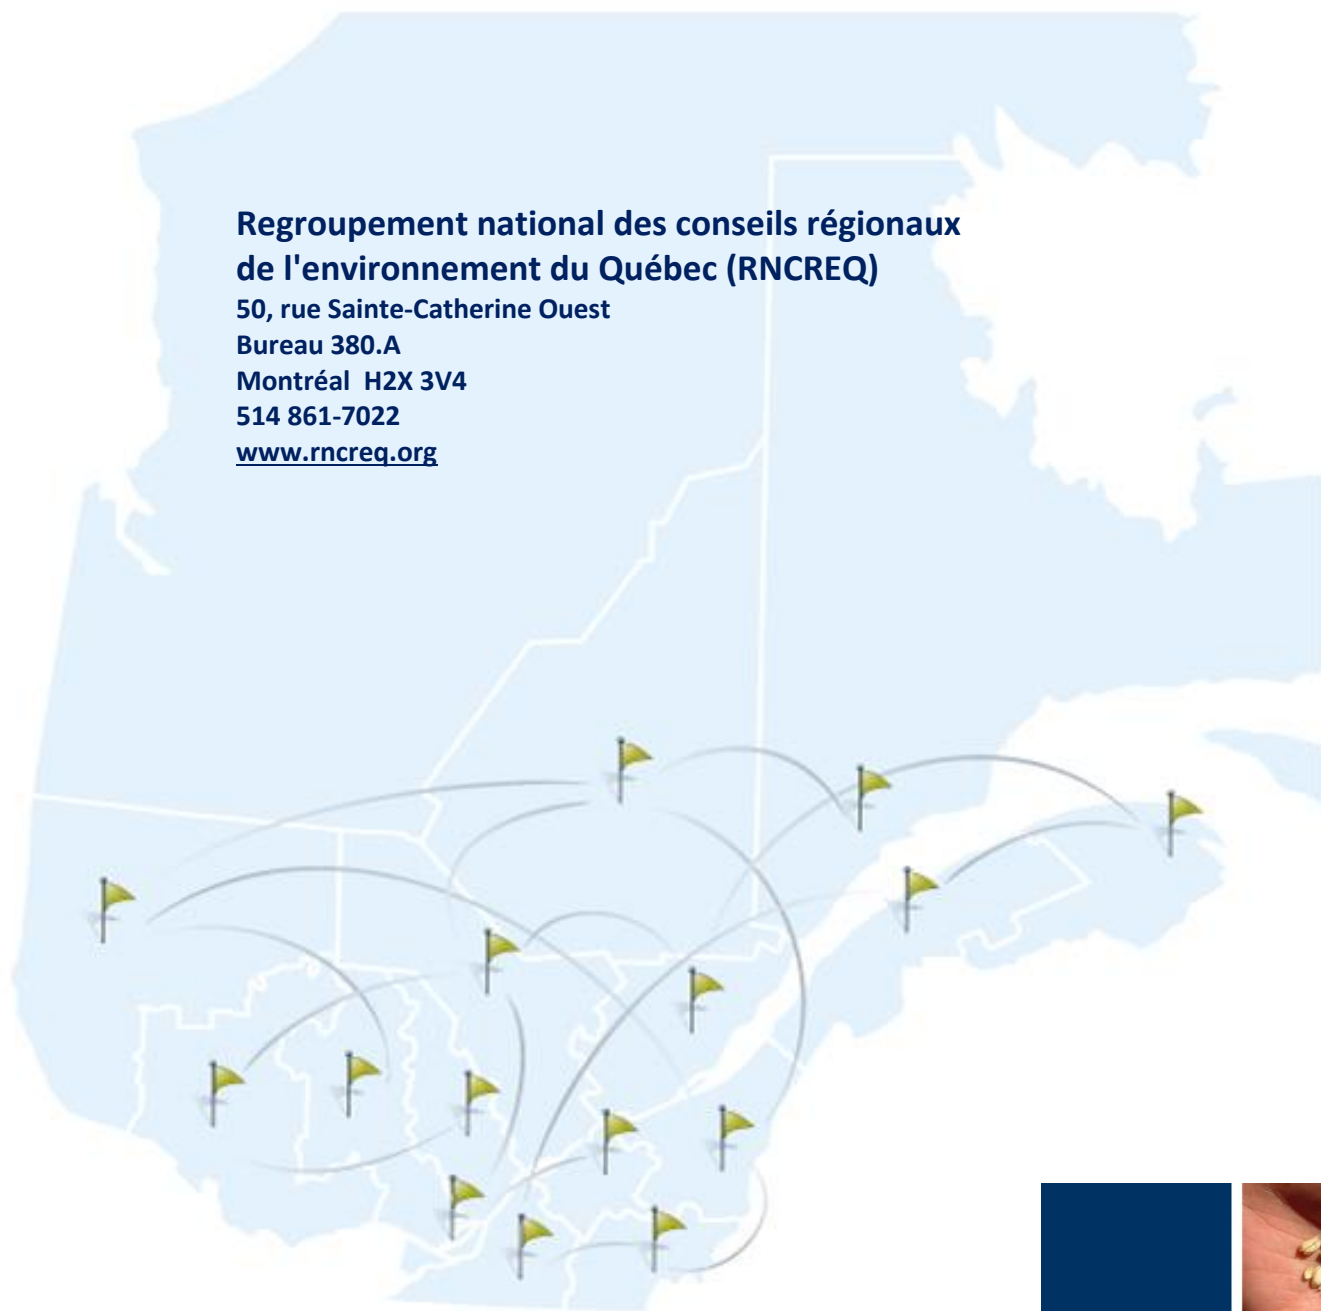 Regroupement national des conseils régionaux
de l'environnement du Québec (RNCREQ)
50, rue Sainte-Catherine Ouest
Bureau 380.A
Montréal  H2X 3V4
514 861-7022
www.rncreq.org